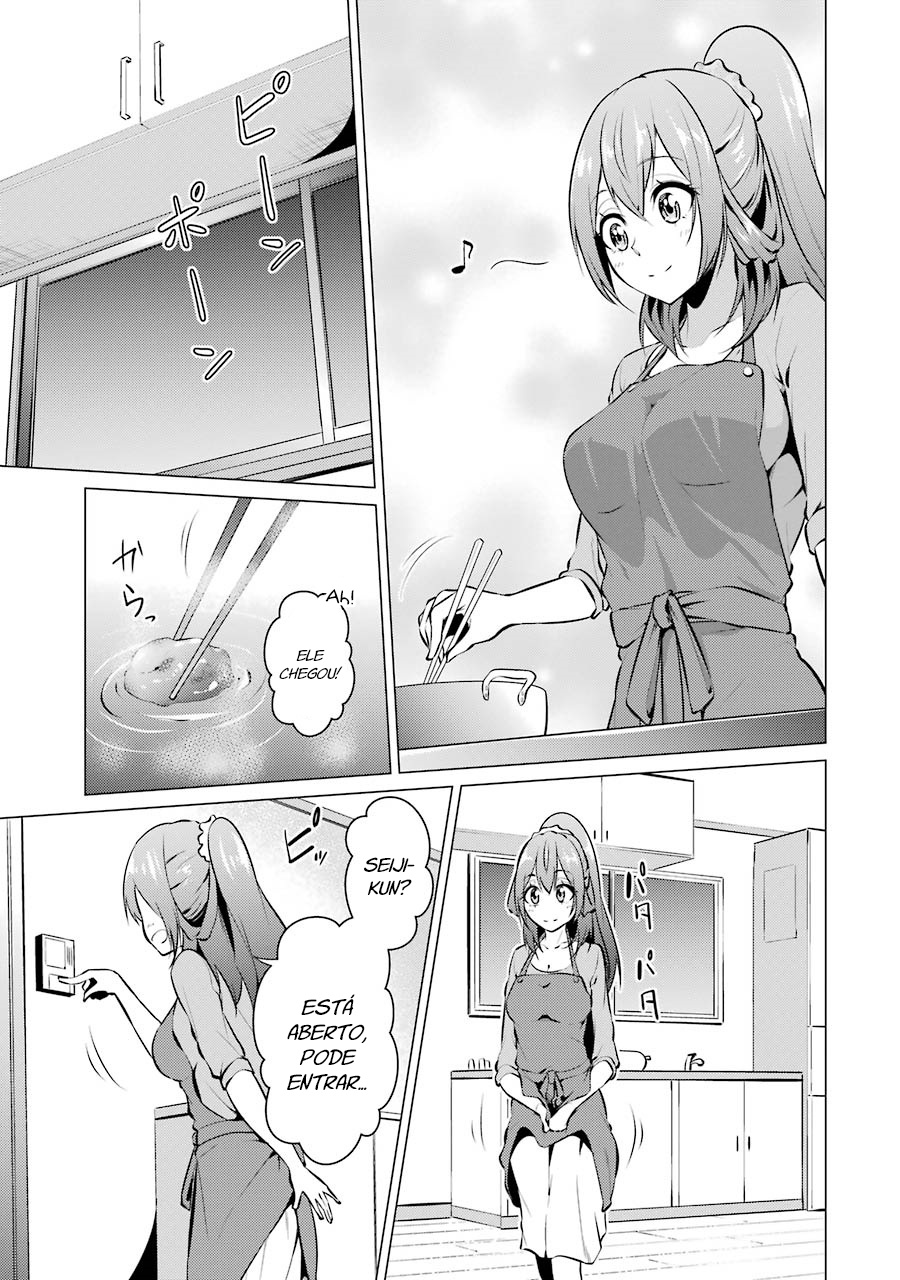 ピーン
ポーン
からっ
Ah!
ELE
CHEGOU!
パタ
パタ
ピッ
SEIJI-
KUN?
ESTÁ
ABERTO,
PODE
ENTRAR...